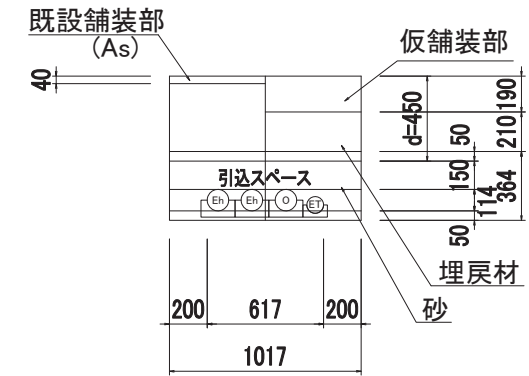 既設舗装部
(As)
仮舗装部
40
d=450
190
50
210
引込スペース
150
364
114
50
Eh Eh O ET
埋戻材
砂
200 617 200
1017